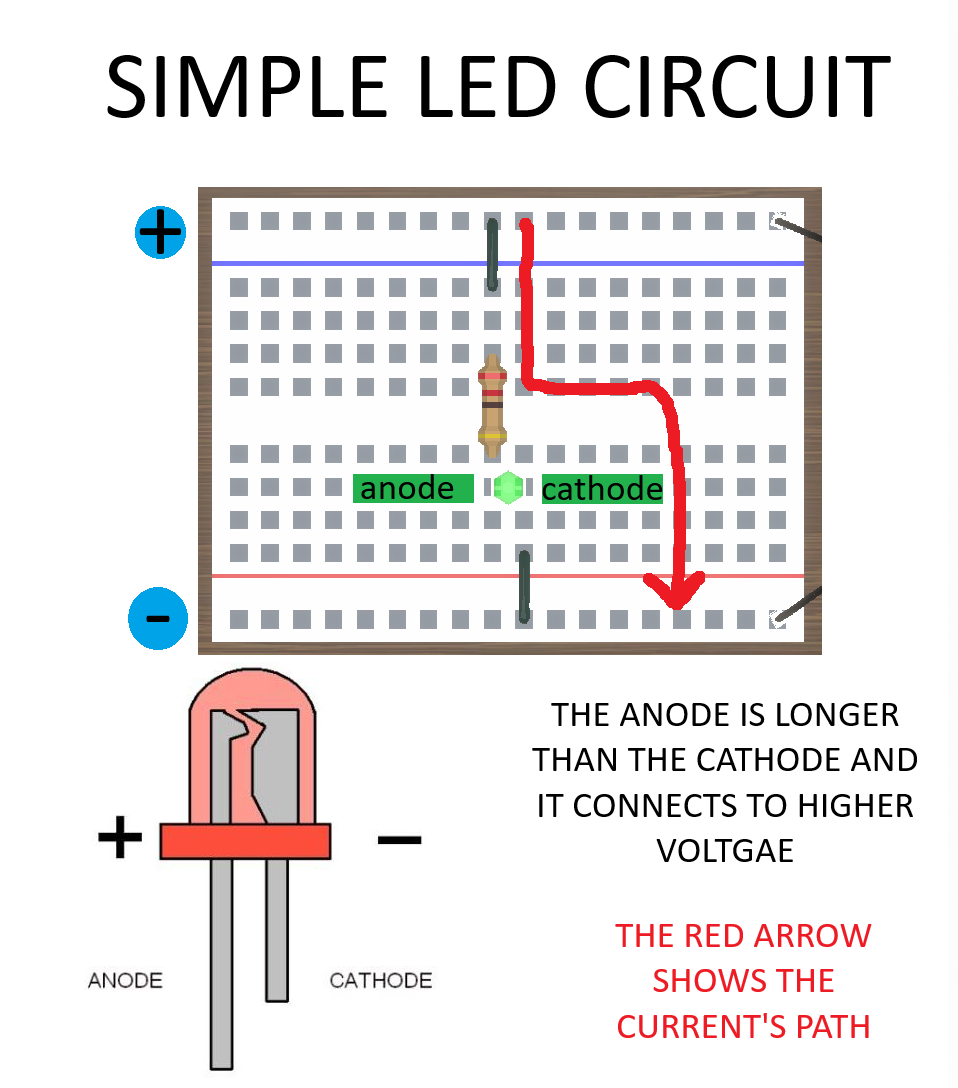 SIMPLE LED CIRCUIT
+
anode cathode
-
THE ANODE IS LONGER
THAN THE CATHODE AND
IT CONNECTS TO HIGHER
VOLTGAE
+ −
ANODE CATHODE
THE RED ARROW
SHOWS THE
CURRENT'S PATH